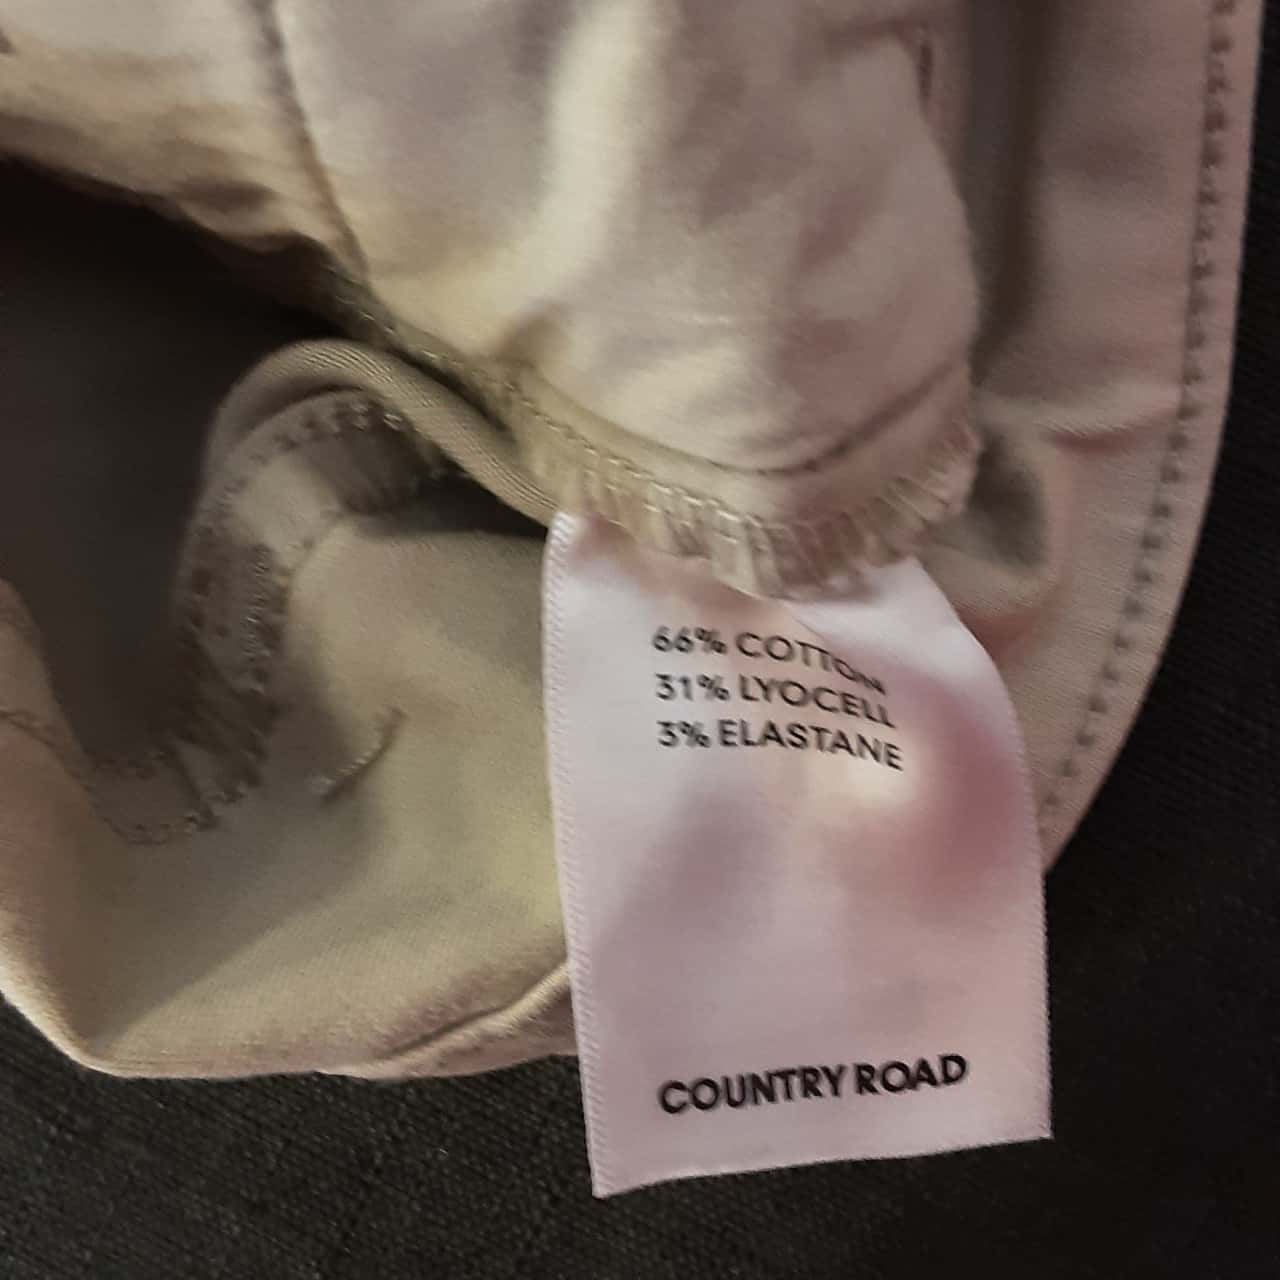 66% COTTON
31% LYOCELL
3% ELASTANE
COUNTRY ROAD